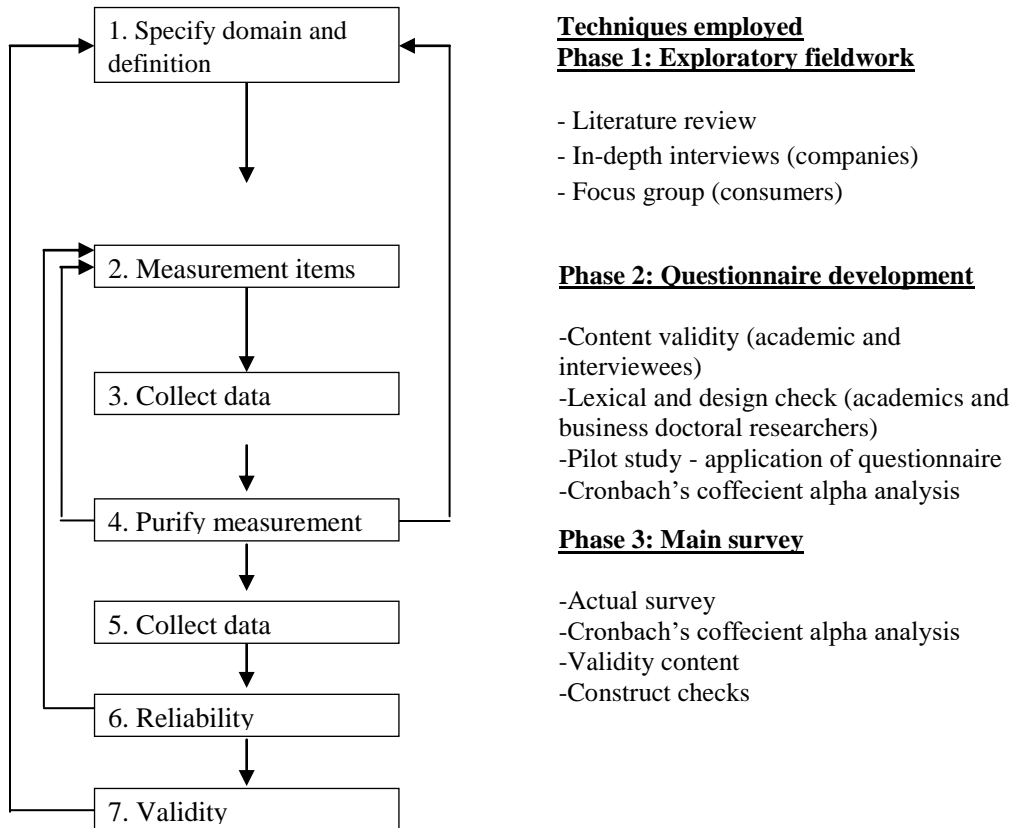 1. Specify domain and
definition
2. Measurement items
3. Collect data
4. Purify measurement
5. Collect data
6. Reliability
7. Validity
Techniques employed
Phase 1: Exploratory fieldwork
- Literature review
- In-depth interviews (companies)
- Focus group (consumers)
Phase 2: Questionnaire development
-Content validity (academic and
interviewees)
-Lexical and design check (academics and
business doctoral researchers)
-Pilot study - application of questionnaire
-Cronbach’s coffecient alpha analysis
Phase 3: Main survey
-Actual survey
-Cronbach’s coffecient alpha analysis
-Validity content
-Construct checks